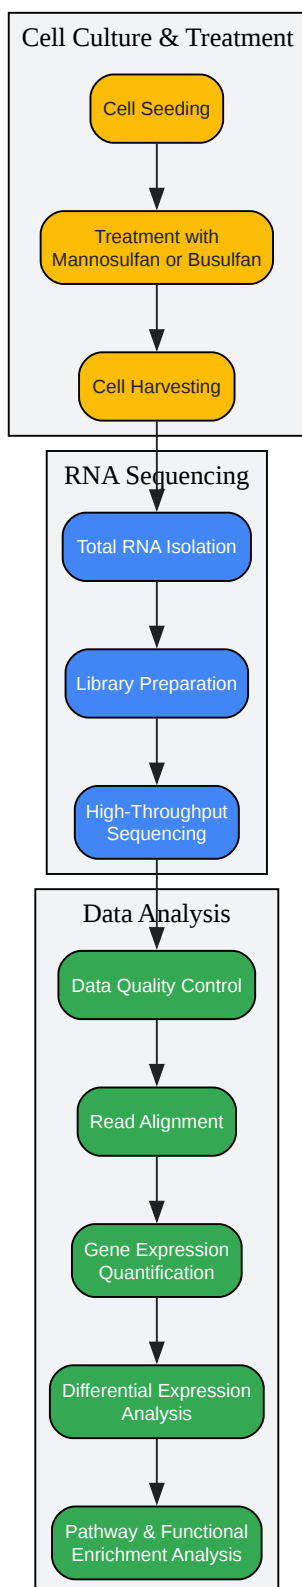 Cell Culture & Treatment
Cell Seeding
Treatment with
Mannosulfan or Busulfan
Cell Harvesting
RNA Sequencing
Total RNA Isolation
Library Preparation
High-Throughput
Sequencing
Data Analysis
Data Quality Control
Read Alignment
Gene Expression
Quantification
Differential Expression
Analysis
Pathway & Functional
Enrichment Analysis